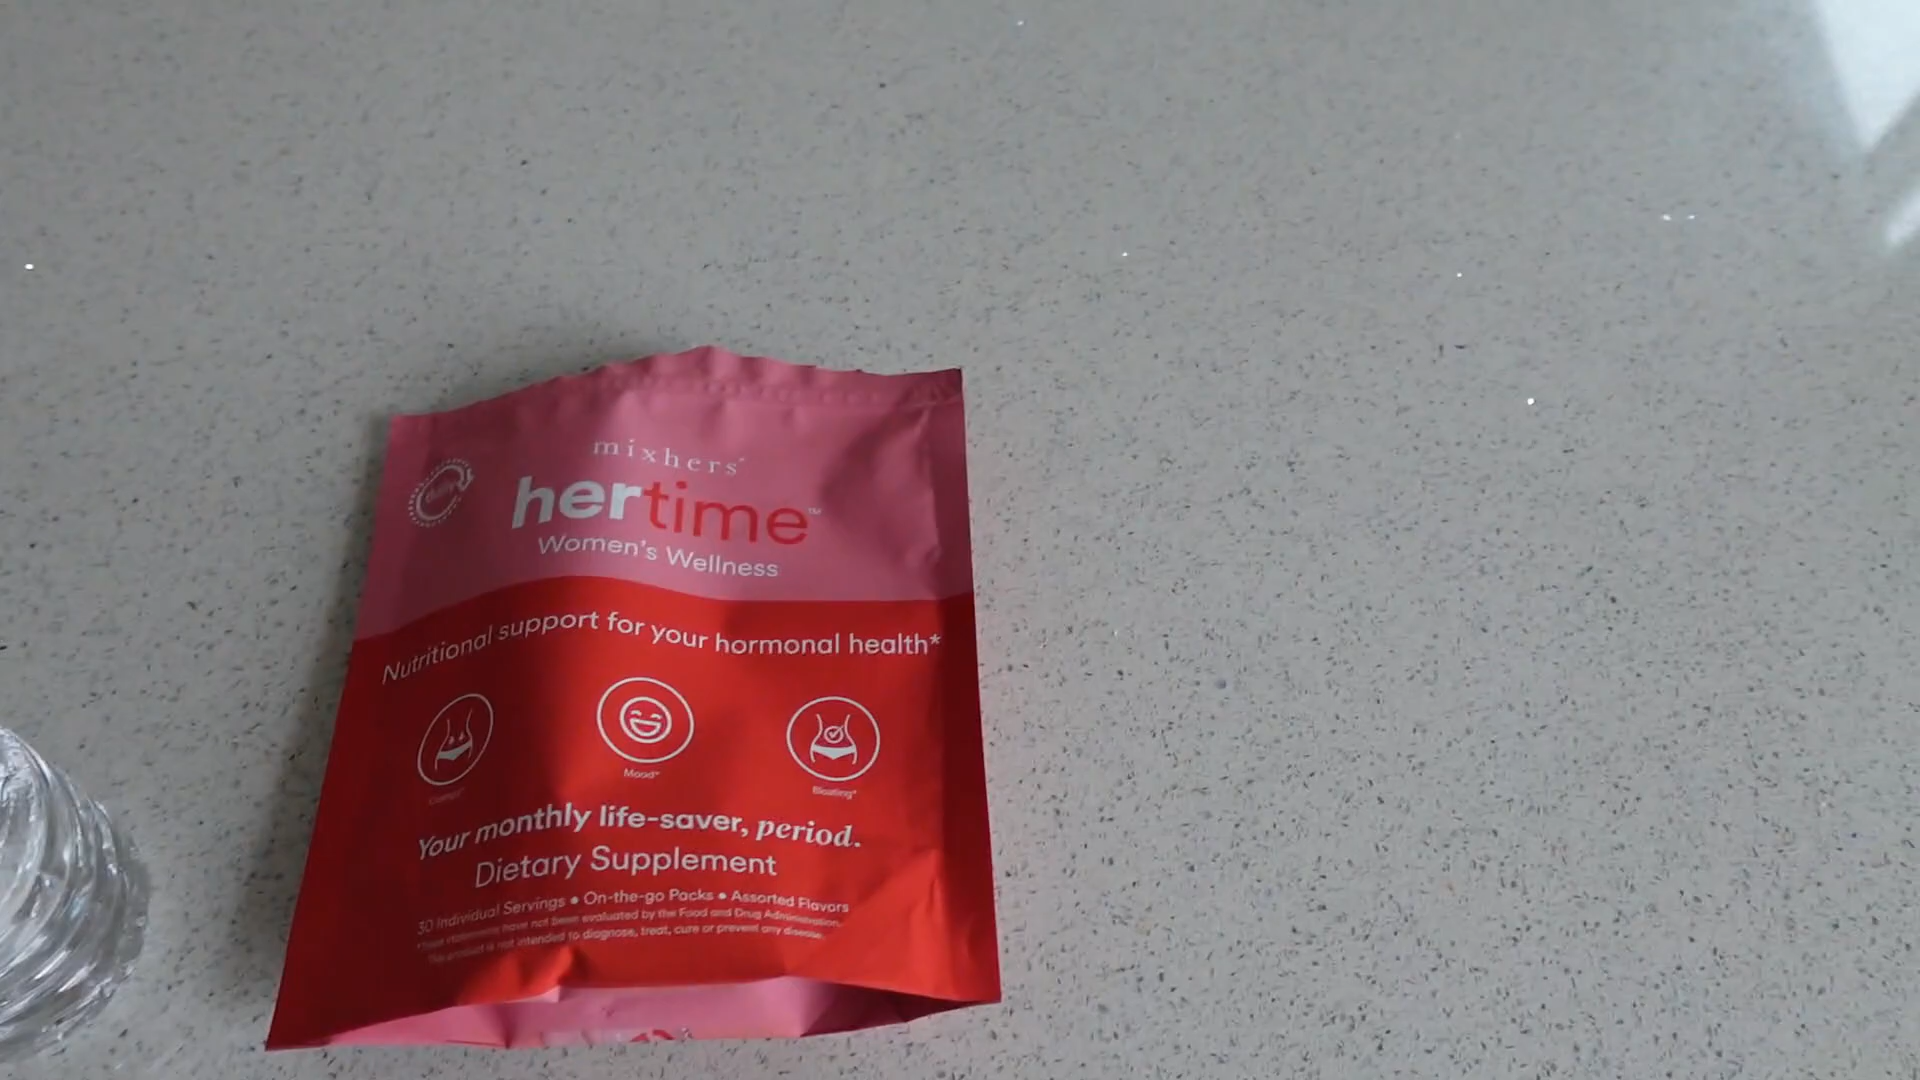 mixhers
hertime™
Women's Wellness
Nutritional support for your hormonal health*
Mood*
Bloating*
Your monthly life-saver, period.
Dietary Supplement
30 Individual Servings • On-the-go Packs • Assorted Flavors
*These statements have not been evaluated by the Food and Drug Administration.
This product is not intended to diagnose, treat, cure or prevent any disease.